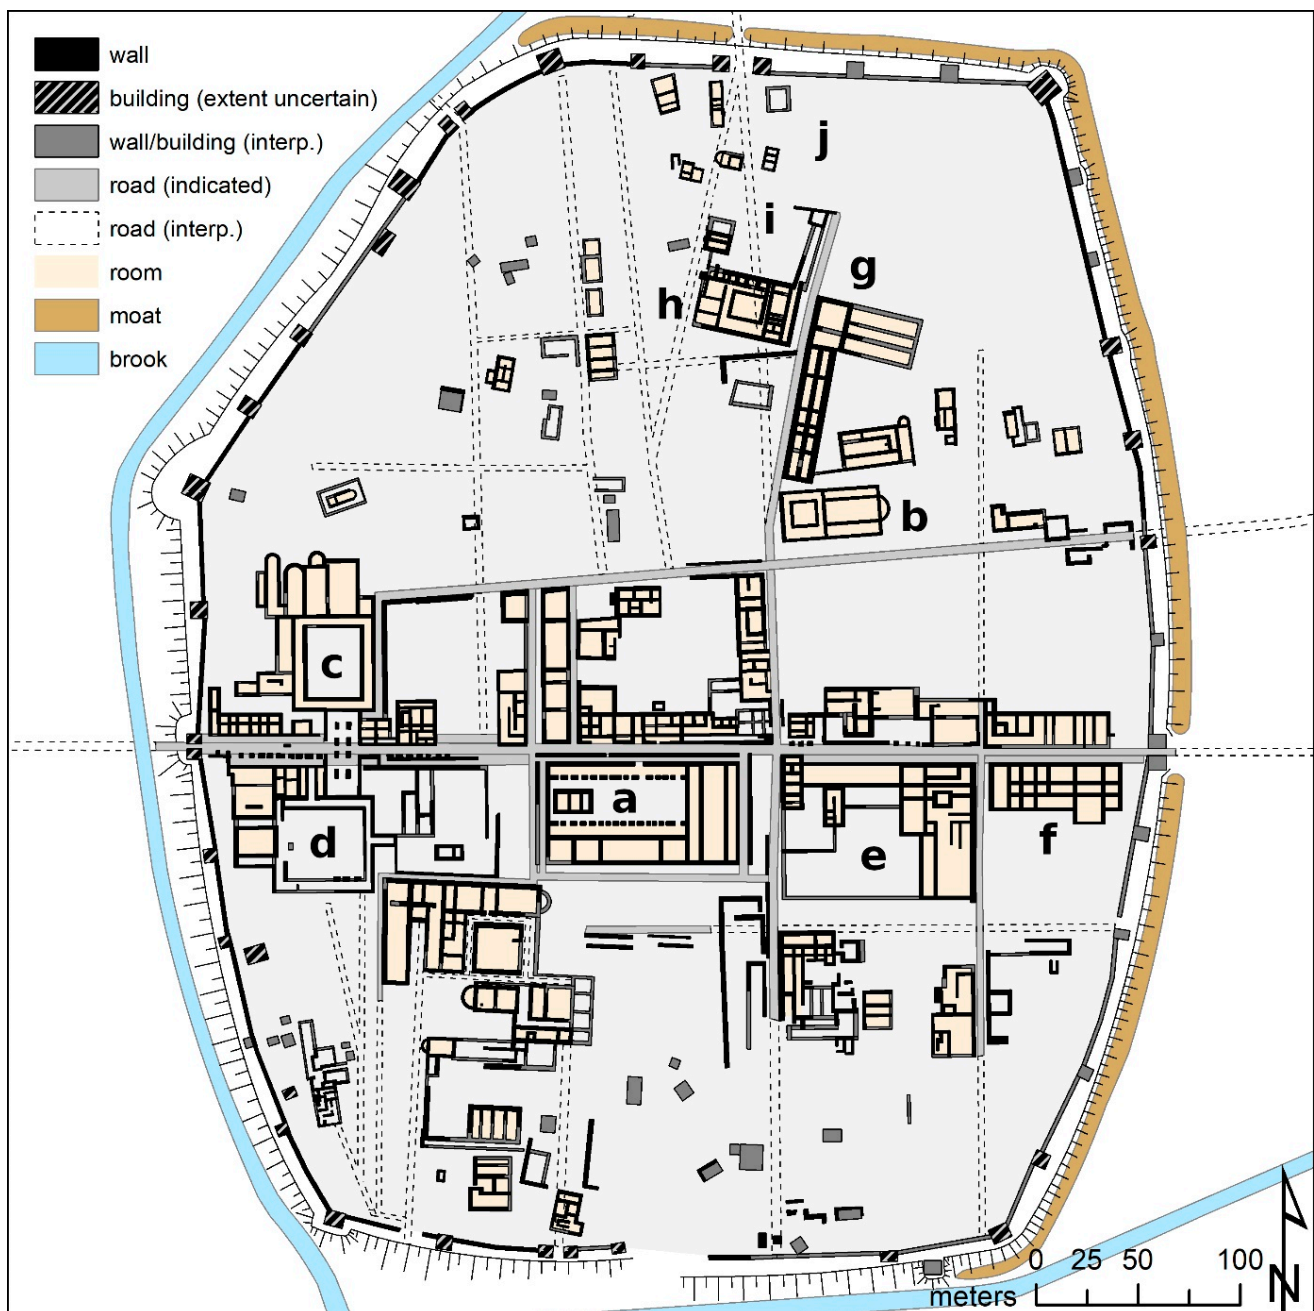 wall
building (extent uncertain)
wall/building (interp.)
road (indicated)
road (interp.)
room
moat
brook
j
i
g
h
b
c
a
d
e
f
0 25 50 100
meters
N